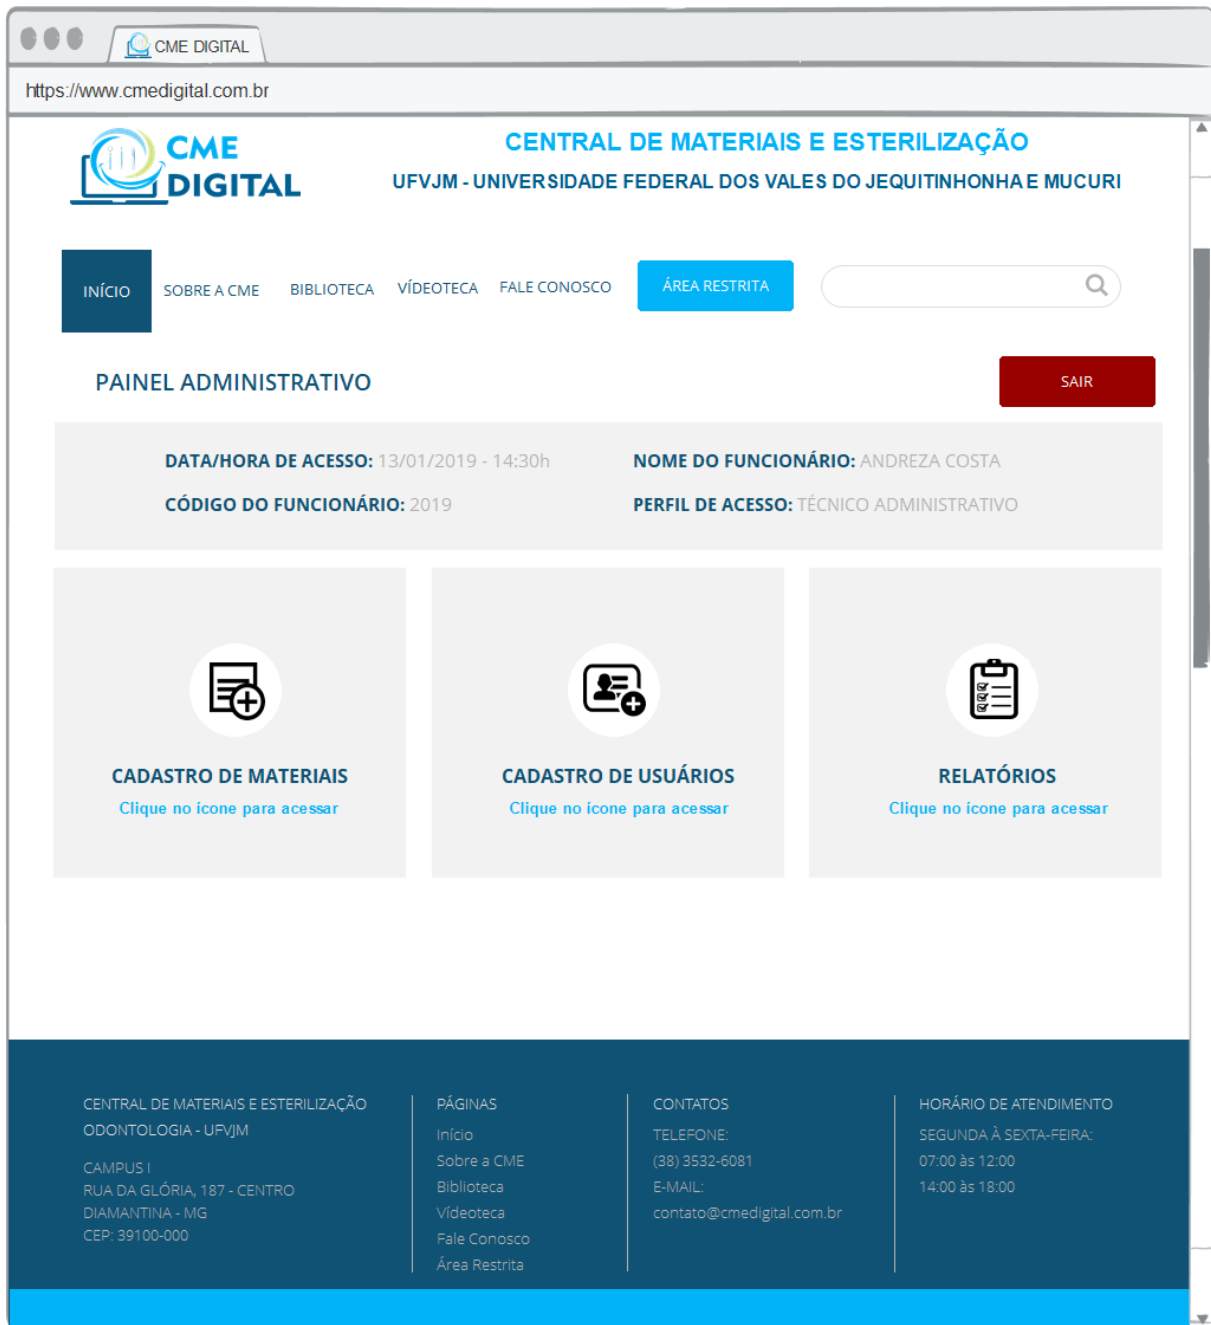 CME DIGITAL
https://www.cmedigital.com.br
CME
DIGITAL
CENTRAL DE MATERIAIS E ESTERILIZAÇÃO
UFVJM - UNIVERSIDADE FEDERAL DOS VALES DO JEQUITINHONHA E MUCURI
INÍCIO SOBRE A CME BIBLIOTECA VÍDEOTECA FALE CONOSCO ÁREA RESTRITA
PAINEL ADMINISTRATIVO
SAIR
DATA/HORA DE ACESSO: 13/01/2019 - 14:30h
NOME DO FUNCIONÁRIO: ANDREZA COSTA
CÓDIGO DO FUNCIONÁRIO: 2019
PERFIL DE ACESSO: TÉCNICO ADMINISTRATIVO
CADASTRO DE MATERIAIS
Clique no ícone para acessar
CADASTRO DE USUÁRIOS
Clique no ícone para acessar
RELATÓRIOS
Clique no ícone para acessar
CENTRAL DE MATERIAIS E ESTERILIZAÇÃO
ODONTOLOGIA - UFVJM
CAMPUS I
RUA DA GLÓRIA, 187 - CENTRO
DIAMANTINA - MG
CEP: 39100-000
PÁGINAS
Início
Sobre a CME
Biblioteca
Vídeoteca
Fale Conosco
Área Restrita
CONTATOS
TELEFONE:
(38) 3532-6081
E-MAIL:
contato@cmedigital.com.br
HORÁRIO DE ATENDIMENTO
SEGUNDA À SEXTA-FEIRA:
07:00 às 12:00
14:00 às 18:00